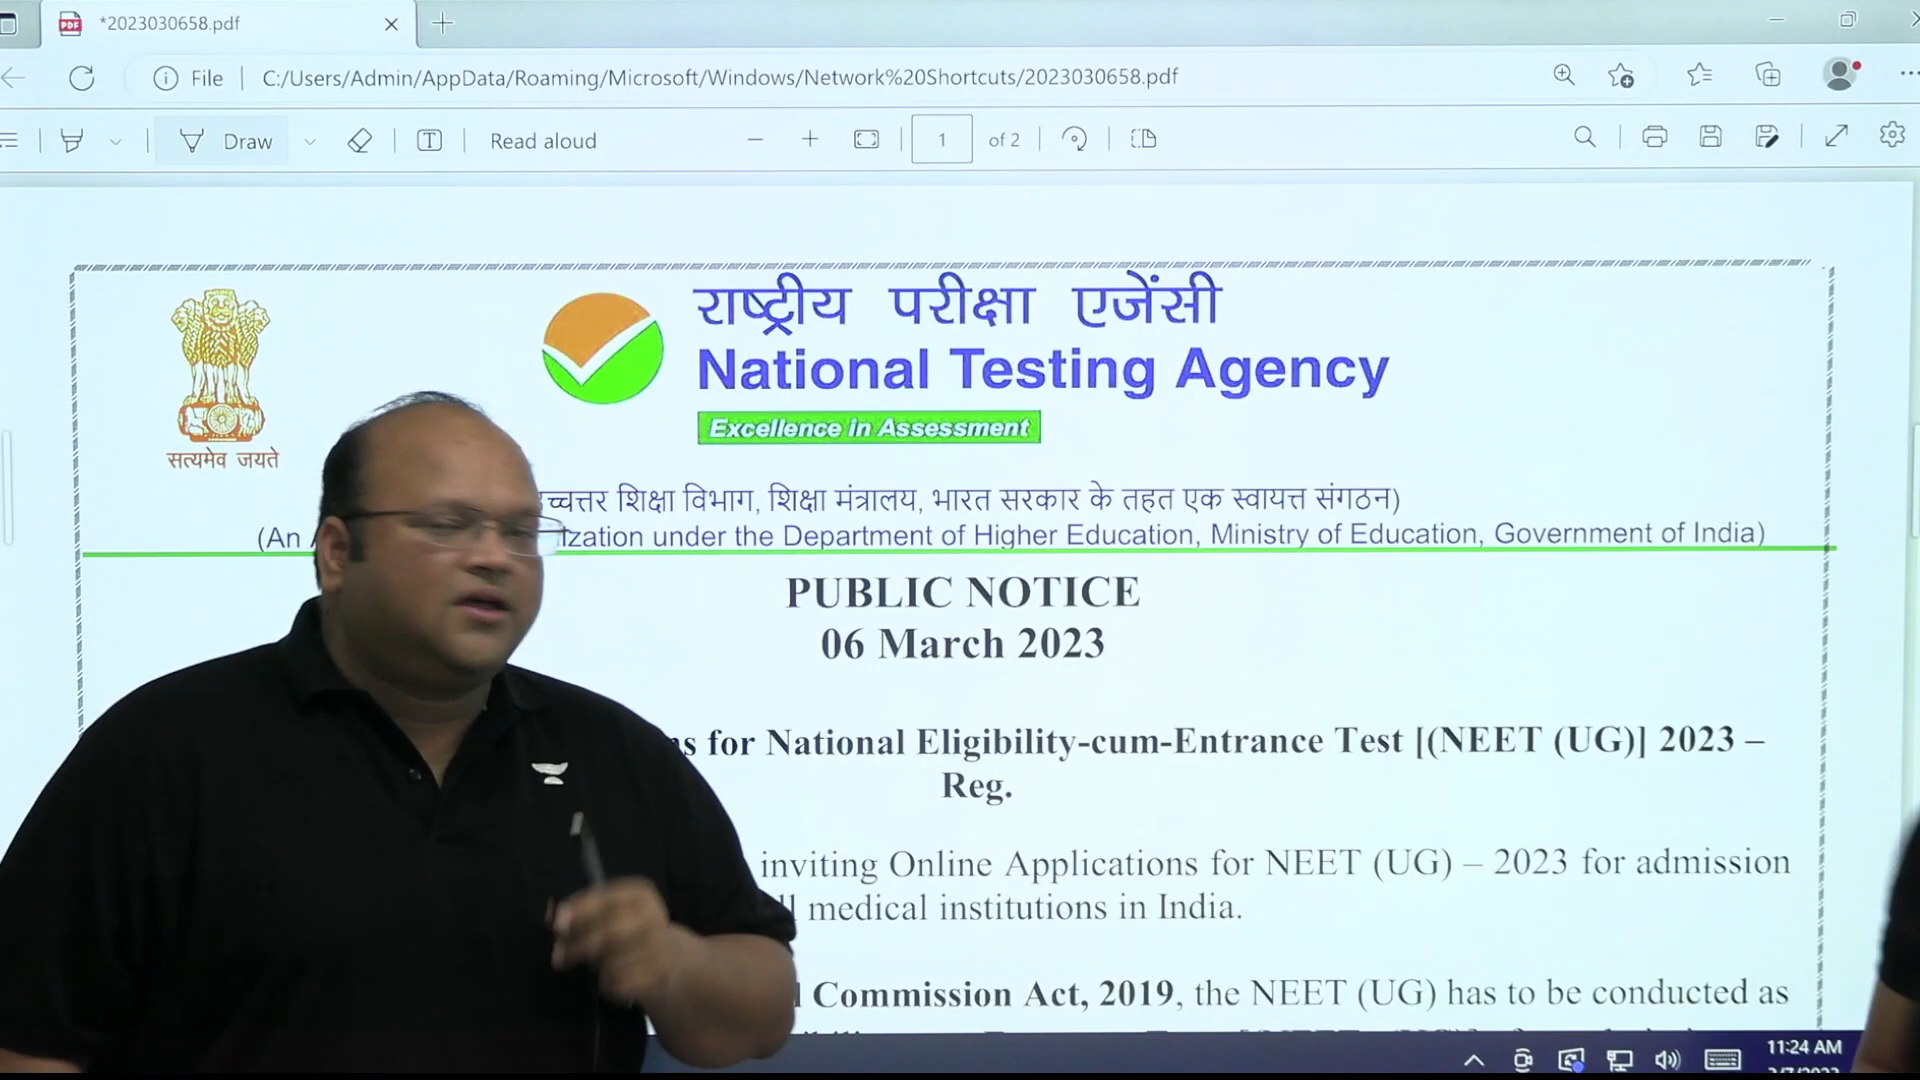 *2023030658.pdf
File
C:/Users/Admin/AppData/Roaming/Microsoft/Windows/Network%20Shortcuts/2023030658.pdf
Draw
Read aloud
1
of 2
राष्ट्रीय परीक्षा एजेंसी
National Testing Agency
Excellence in Assessment
सत्यमेव जयते
शिक्षा विभाग, शिक्षा मंत्रालय, भारत सरकार के तहत एक स्वायत्त संगठन)
(An
under the Department of Higher Education, Ministry of Education, Government of India)
PUBLIC NOTICE
06 March 2023
for National Eligibility-cum-Entrance Test [(NEET (UG)] 2023 –
Reg.
inviting Online Applications for NEET (UG) – 2023 for admission
medical institutions in India.
Commission Act, 2019, the NEET (UG) has to be conducted as
11:24 AM